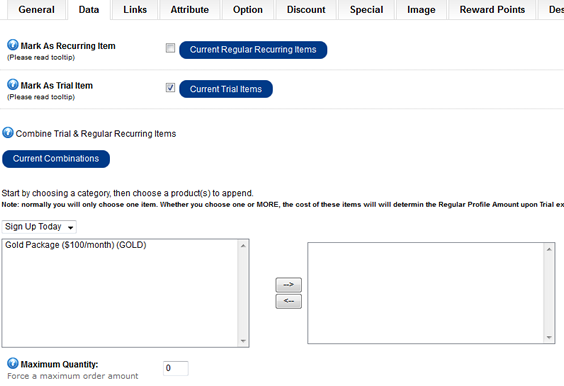 General Data Links Attribute Option Discount Special Image Reward Points Des
Mark As Recurring Item Current Regular Recurring Items
(Please read tooltip)
Mark As Trial Item Current Trial Items
(Please read tooltip)
Combine Trial & Regular Recurring Items
Current Combinations
Start by choosing a category, then choose a product(s) to append.
Note: normally you will only choose one item. Whether you choose one or MORE, the cost of these items will will determin the Regular Profile Amount upon Trial ex
Sign Up Today
Gold Package ($100/month) (GOLD)
-->
<--
Maximum Quantity: 0
Force a maximum order amount